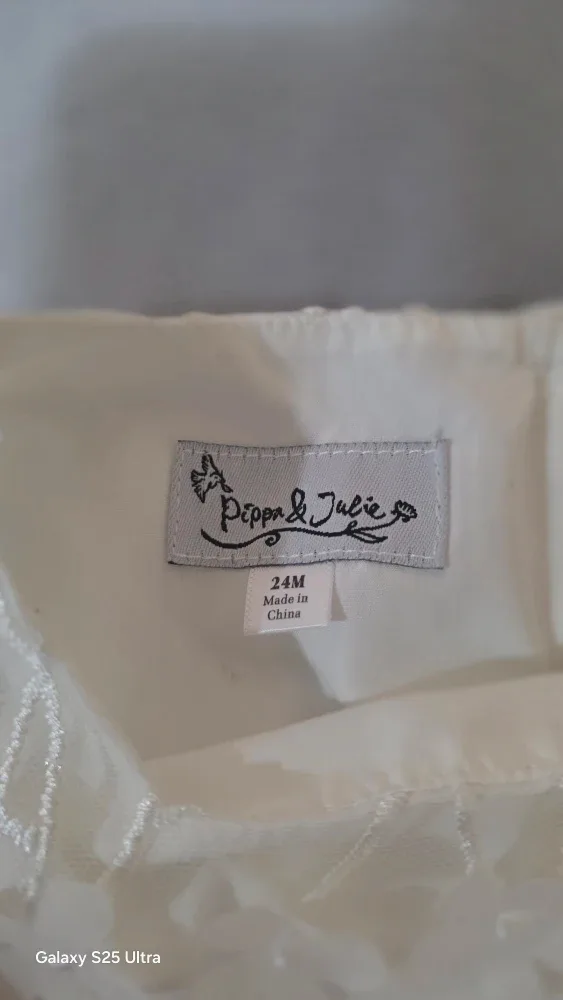 Pippa & Julie
24M
Made in
China
Galaxy S25 Ultra